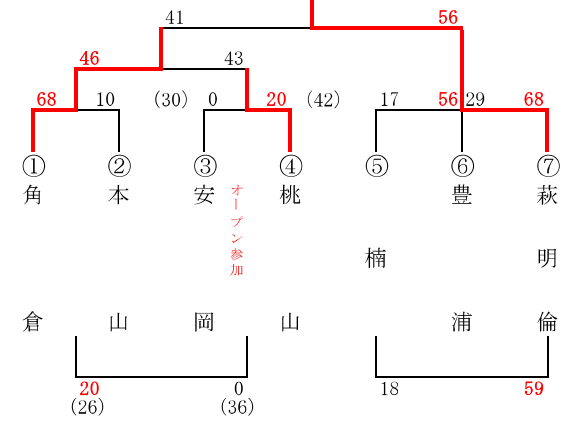 41 56
46 43
68 10 (30) 0 20 (42) 17 56 29 68
① ② ③ ④ ⑤ ⑥ ⑦
角倉
本山
安岡
オープン参加
桃山
楠
豊浦
萩明倫
20 0 18 59
(26) (36)